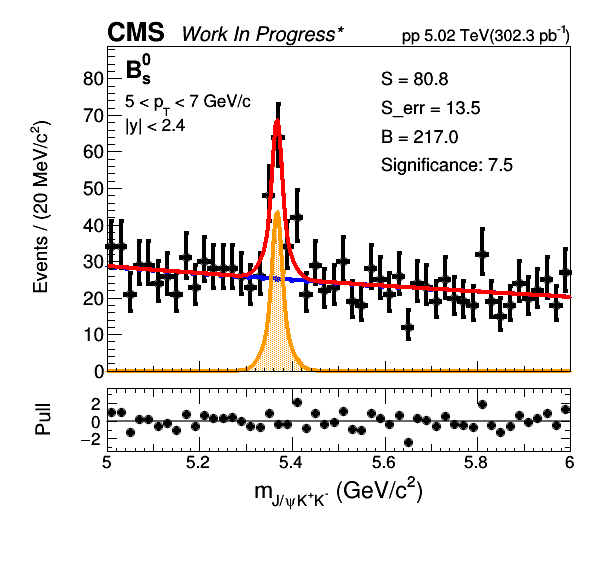 CMS Work In Progress* pp 5.02 TeV(302.3 pb⁻¹)
B⁰ₛ
5 < p_T < 7 GeV/c
|y| < 2.4
S = 80.8
S_err = 13.5
B = 217.0
Significance: 7.5
Events / (20 MeV/c²)
80
70
60
50
40
30
20
10
0
Pull
2
0
−2
5 5.2 5.4 5.6 5.8 6
m_J/ψK⁺K⁻ (GeV/c²)